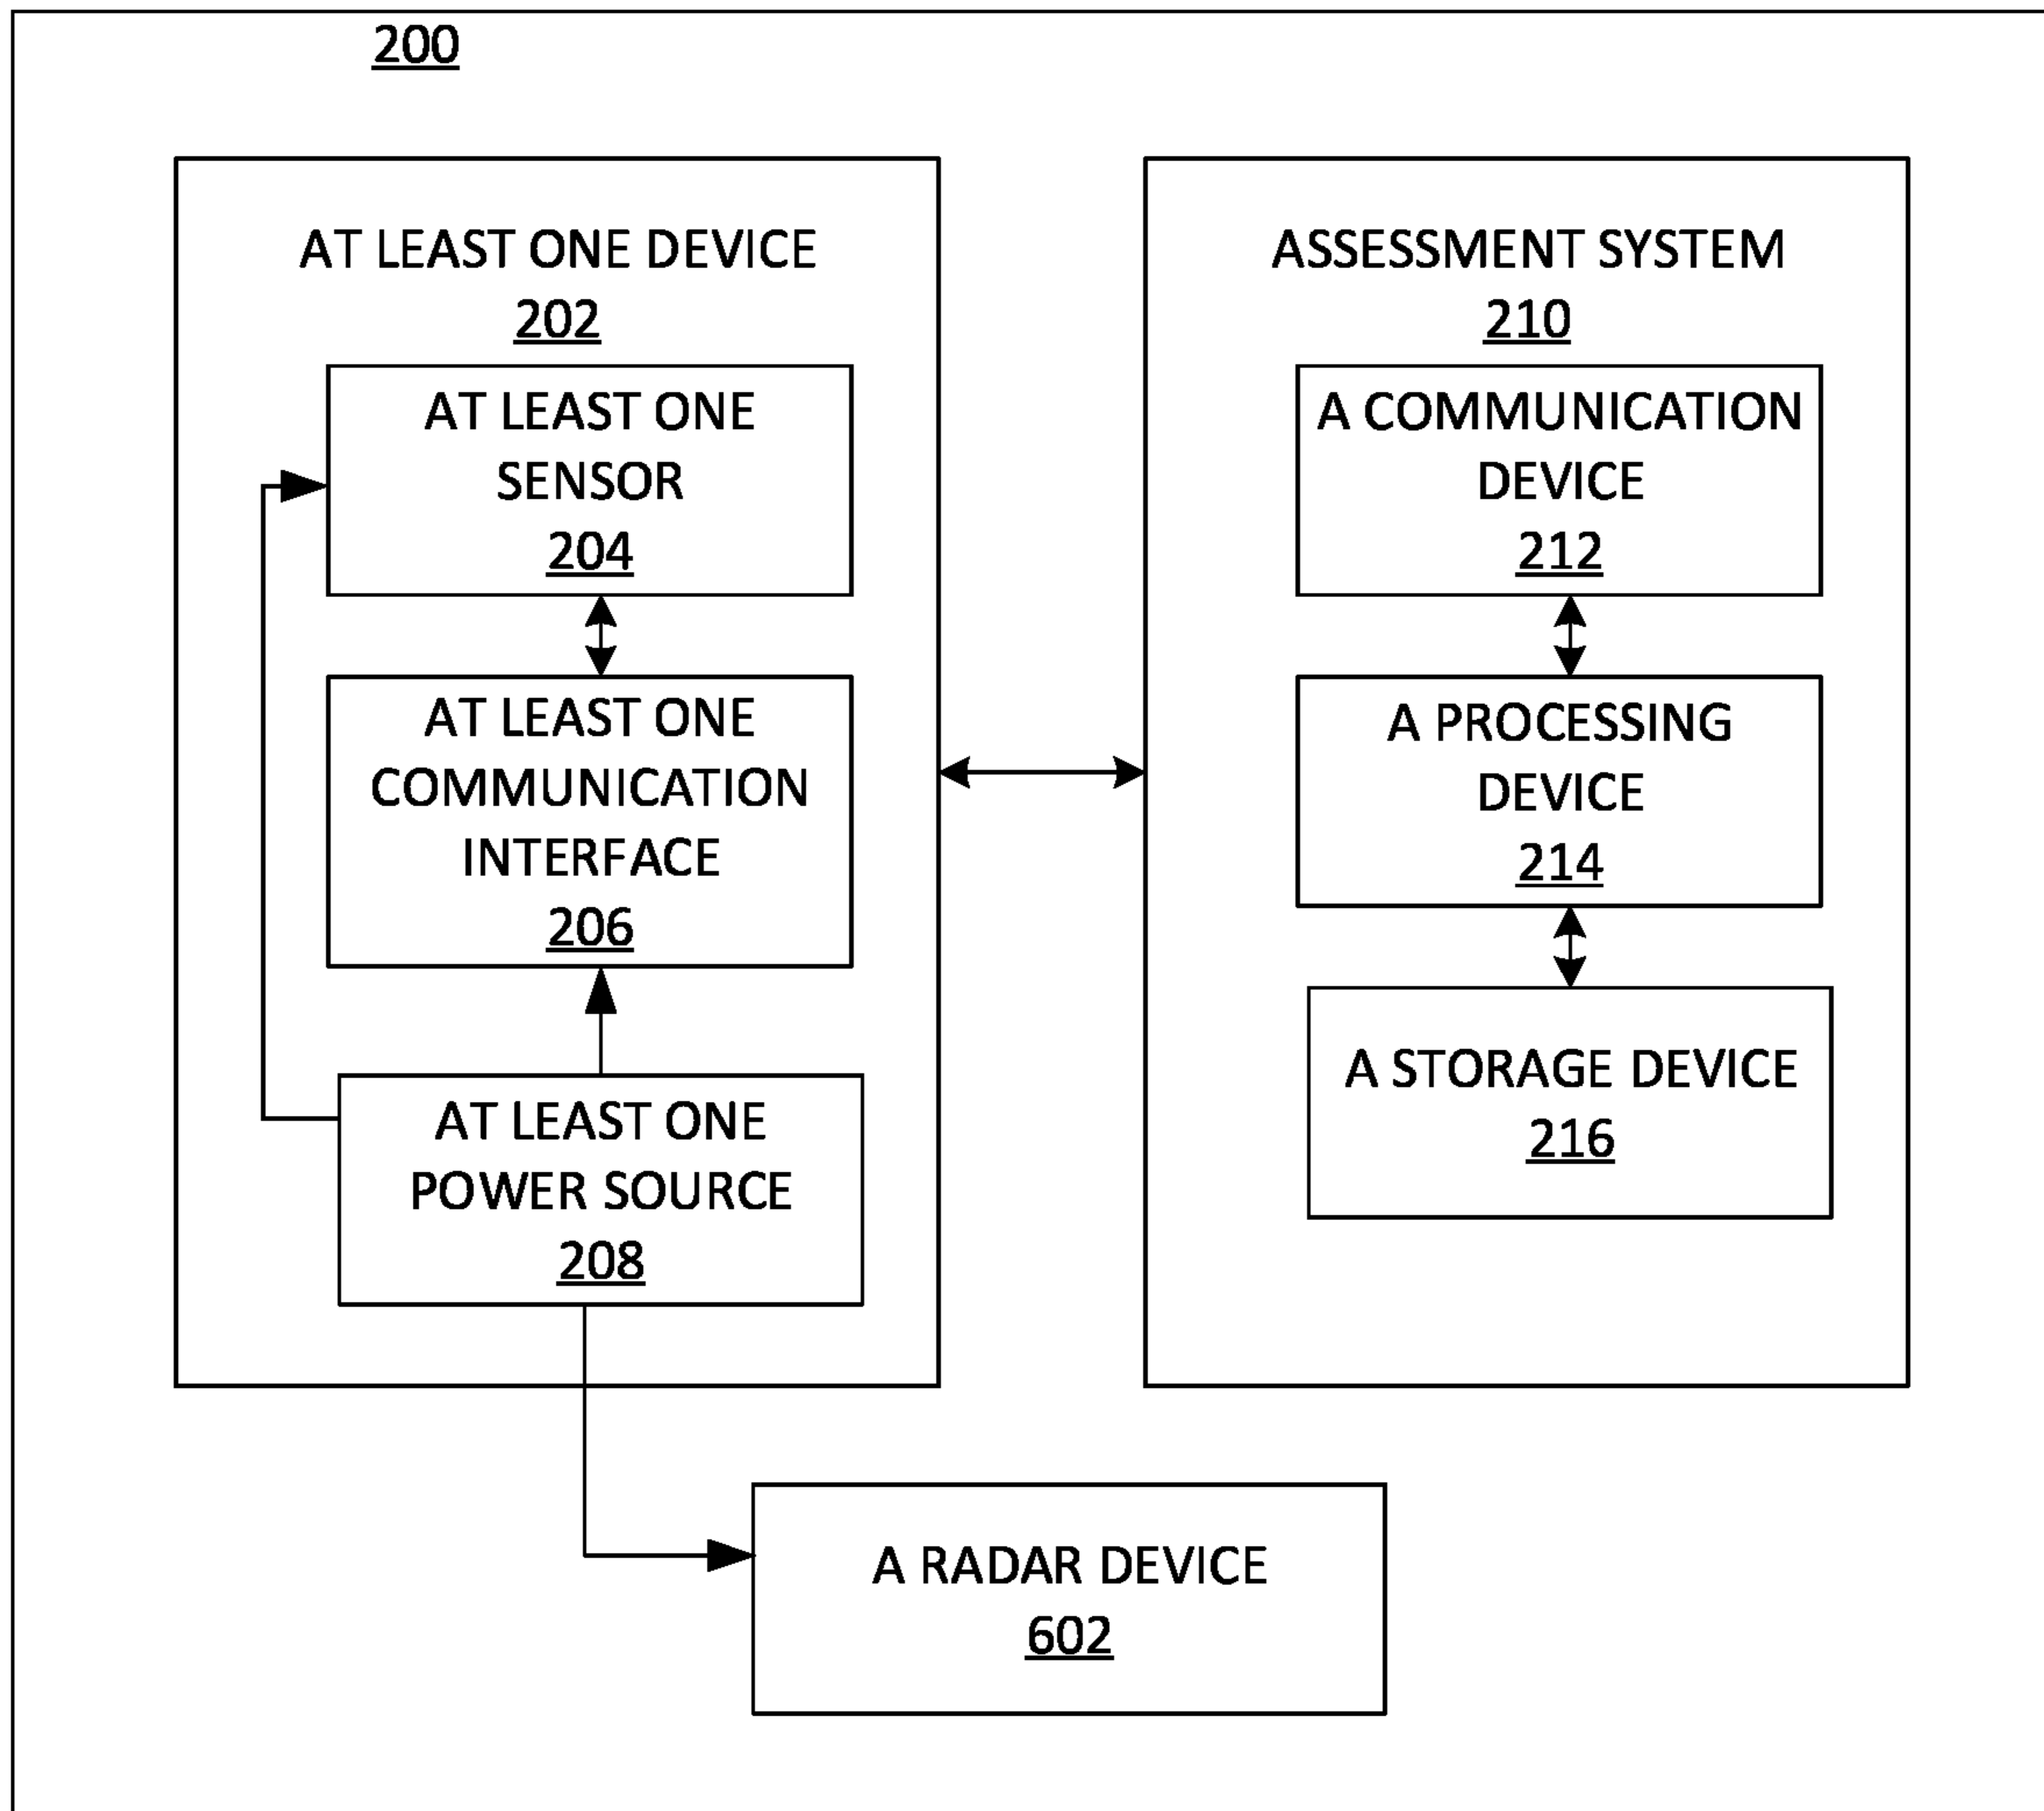 200
AT LEAST ONE DEVICE
202
AT LEAST ONE
SENSOR
204
AT LEAST ONE
COMMUNICATION
INTERFACE
206
AT LEAST ONE
POWER SOURCE
208
ASSESSMENT SYSTEM
210
A COMMUNICATION
DEVICE
212
A PROCESSING
DEVICE
214
A STORAGE DEVICE
216
A RADAR DEVICE
602